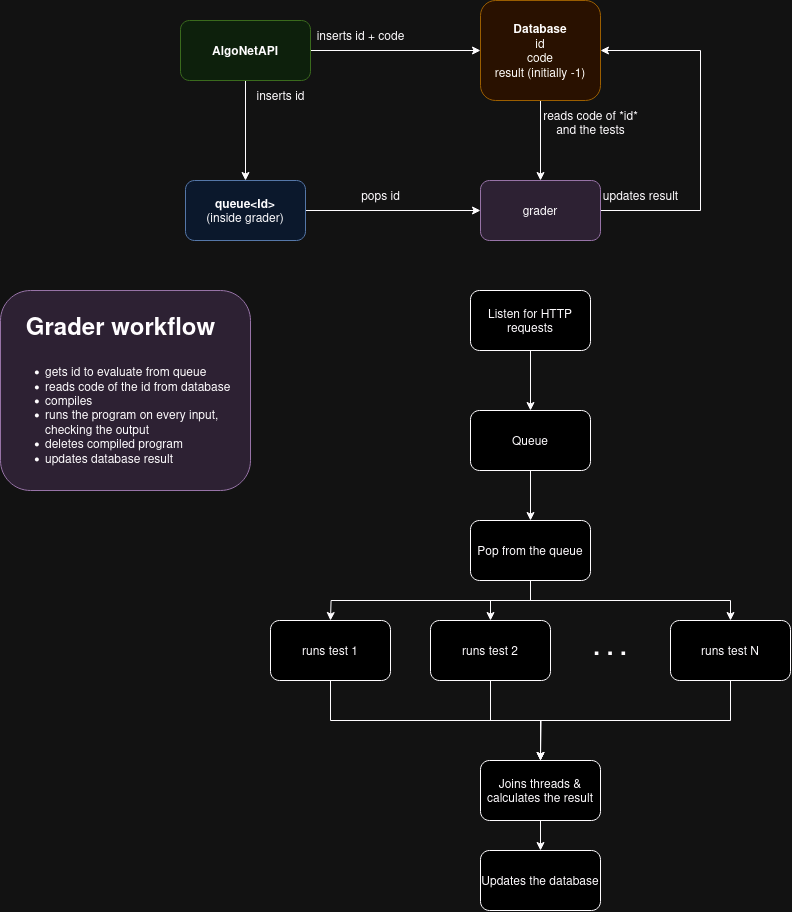 inserts id + code
AlgoNetAPI
Database
id
code
result (initially -1)
inserts id
reads code of *id*
and the tests
queue<Id>
(inside grader)
pops id
grader
updates result
Grader workflow
• gets id to evaluate from queue
• reads code of the id from database
• compiles
• runs the program on every input,
checking the output
• deletes compiled program
• updates database result
Listen for HTTP
requests
Queue
Pop from the queue
runs test 1
runs test 2
. . .
runs test N
Joins threads &
calculates the result
Updates the database